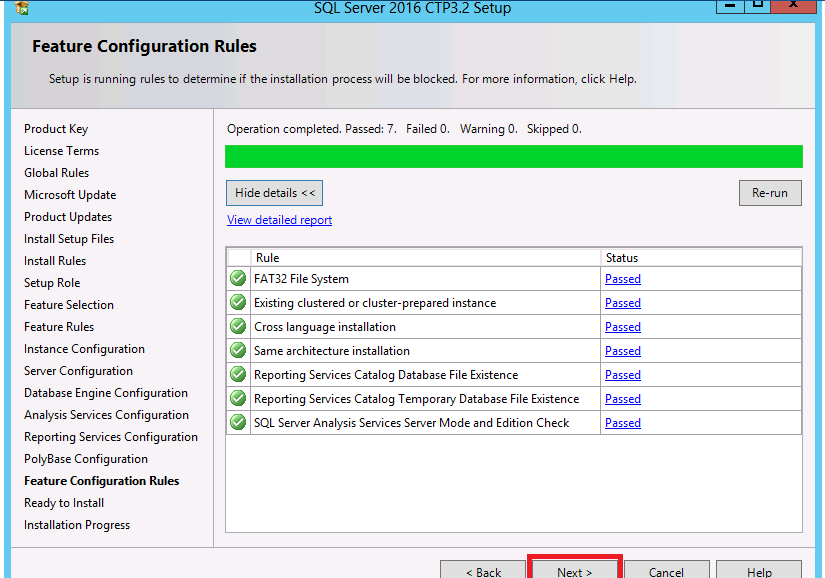 SQL Server 2016 CTP3.2 Setup
Feature Configuration Rules
Setup is running rules to determine if the installation process will be blocked. For more information, click Help.
Product Key
License Terms
Global Rules
Microsoft Update
Product Updates
Install Setup Files
Install Rules
Setup Role
Feature Selection
Feature Rules
Instance Configuration
Server Configuration
Database Engine Configuration
Analysis Services Configuration
Reporting Services Configuration
PolyBase Configuration
Feature Configuration Rules
Ready to Install
Installation Progress
Operation completed. Passed: 7. Failed 0. Warning 0. Skipped 0.
Hide details << Re-run
View detailed report
Rule Status
FAT32 File System Passed
Existing clustered or cluster-prepared instance Passed
Cross language installation Passed
Same architecture installation Passed
Reporting Services Catalog Database File Existence Passed
Reporting Services Catalog Temporary Database File Existence Passed
SQL Server Analysis Services Server Mode and Edition Check Passed
< Back Next > Cancel Help